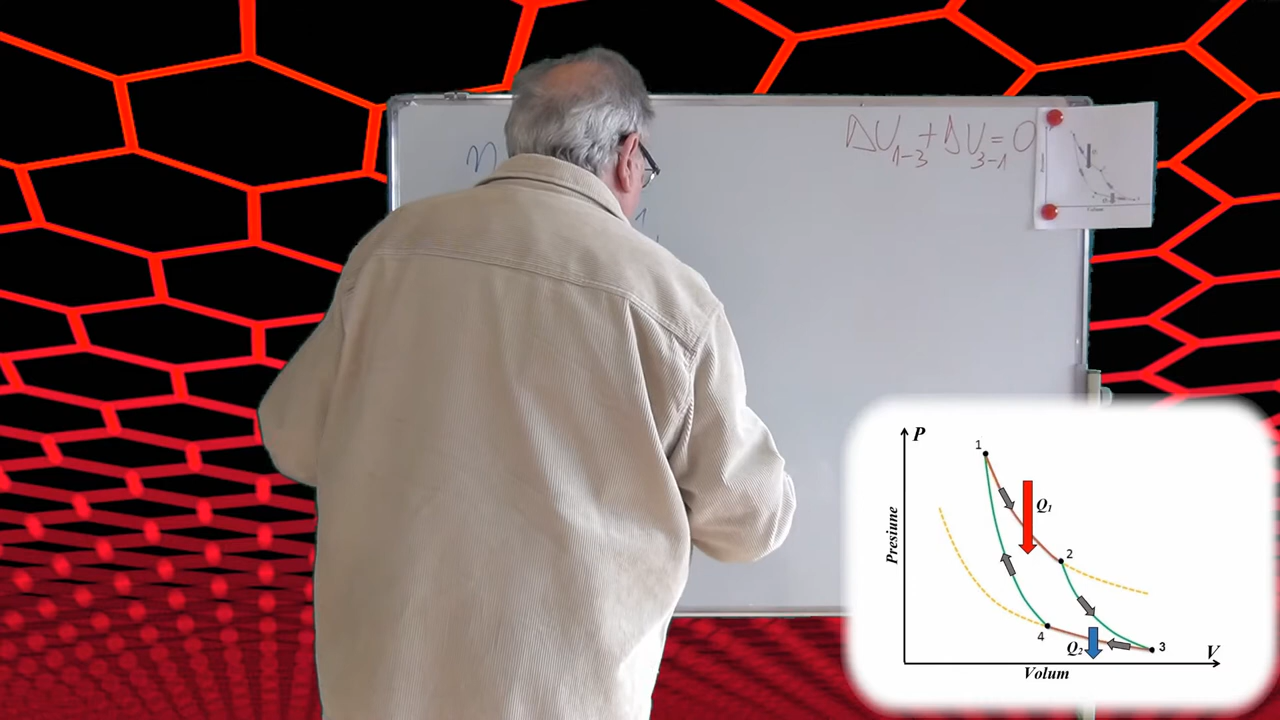 ΔU₁₋₃+ΔU₃₋₁=0
η
P
1
Q₁
Presiune
2
4
Q₂
3
V
Volum